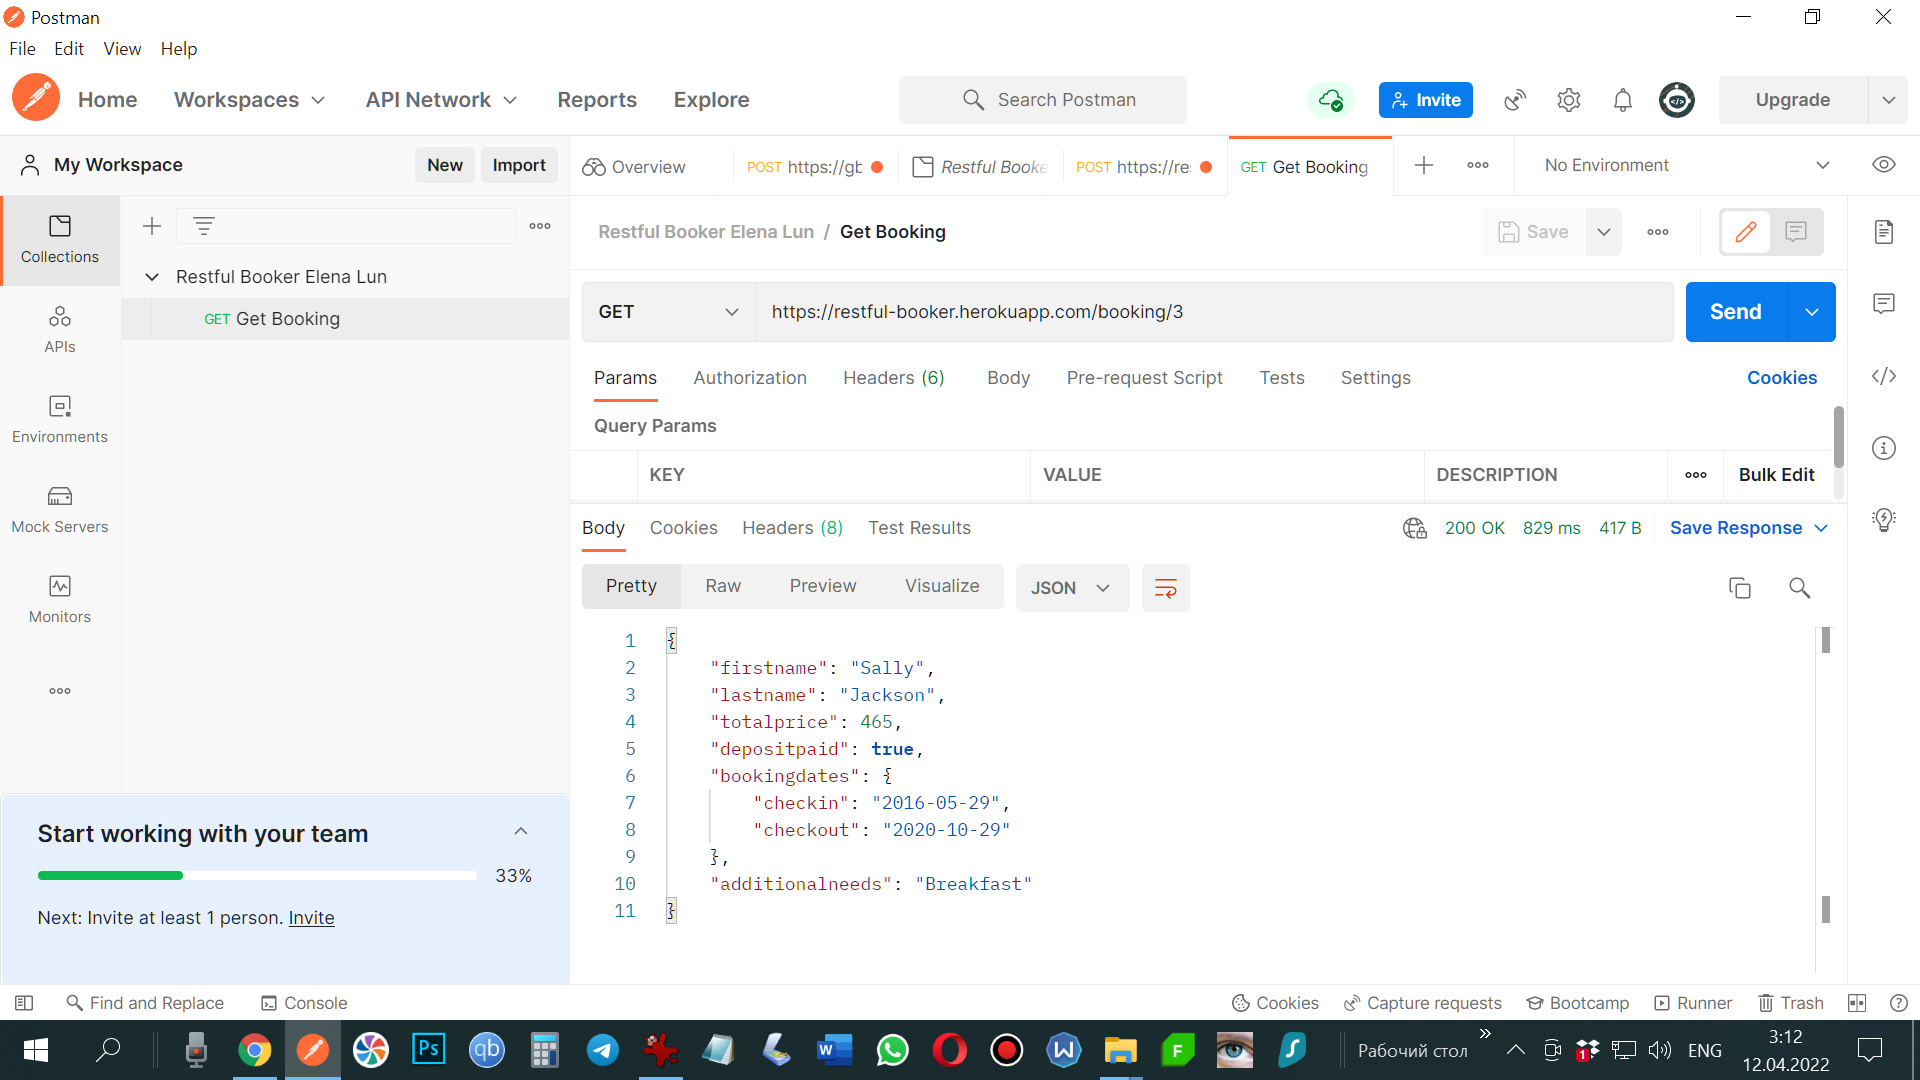 Postman
File Edit View Help
Home Workspaces API Network Reports Explore Search Postman Invite Upgrade
My Workspace New Import
Overview POST https://gb Restful Booke POST https://re: GET Get Booking No Environment
Collections
APIs
Environments
Mock Servers
Monitors
Restful Booker Elena Lun
GET Get Booking
Restful Booker Elena Lun / Get Booking Save
GET https://restful-booker.herokuapp.com/booking/3 Send
Params Authorization Headers (6) Body Pre-request Script Tests Settings Cookies
Query Params
KEY VALUE DESCRIPTION Bulk Edit
Body Cookies Headers (8) Test Results 200 OK 829 ms 417 B Save Response
Pretty Raw Preview Visualize JSON
1 {
2 "firstname": "Sally",
3 "lastname": "Jackson",
4 "totalprice": 465,
5 "depositpaid": true,
6 "bookingdates": {
7 "checkin": "2016-05-29",
8 "checkout": "2020-10-29"
9 },
10 "additionalneeds": "Breakfast"
11 }
Start working with your team
33%
Next: Invite at least 1 person. Invite
Find and Replace Console Cookies Capture requests Bootcamp Runner Trash
Ps qb W F 1
Рабочий стол » ENG 3:12
12.04.2022